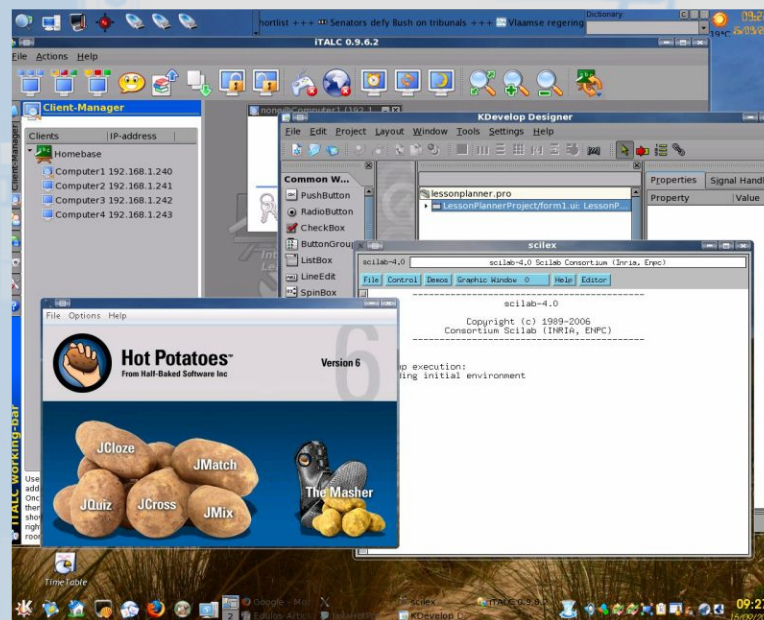 hortlist +++ Senators defy Bush on tribunals +++ Vlaamse regering
Dictionary:
19°C
iTALC 0.9.6.2
File Actions Help
Client-Manager
Clients IP-address
Homebase
Computer1 192.168.1.240
Computer2 192.168.1.241
Computer3 192.168.1.242
Computer4 192.168.1.243
iTALC working-bar
KDevelop Designer
File Edit Project Layout Window Tools Settings Help
Common W...
PushButton
RadioButton
CheckBox
ButtonGroup
ListBox
LineEdit
SpinBox
lessonplanner.pro
LessonPlannerProject/form1.ui: LessonP...
Properties Signal Handl
Property Value
scilex
scilab-4.0 scilab-4.0 Scilab Consortium (Inria, Enpc)
File Control Demos Graphic Window 0 Help Editor
scilab-4.0
Copyright (c) 1989-2006
Consortium Scilab (INRIA, ENPC)
up execution:
ding initial environment
File Options Help
Hot Potatoes™
From Half-Baked Software Inc
Version 6
6
JCloze
JMatch
JQuiz
JCross
JMix
The Masher
TimeTable
2
Google - Mo
scilex
iTALC 0.9.6.2
KDevelop D
09:27